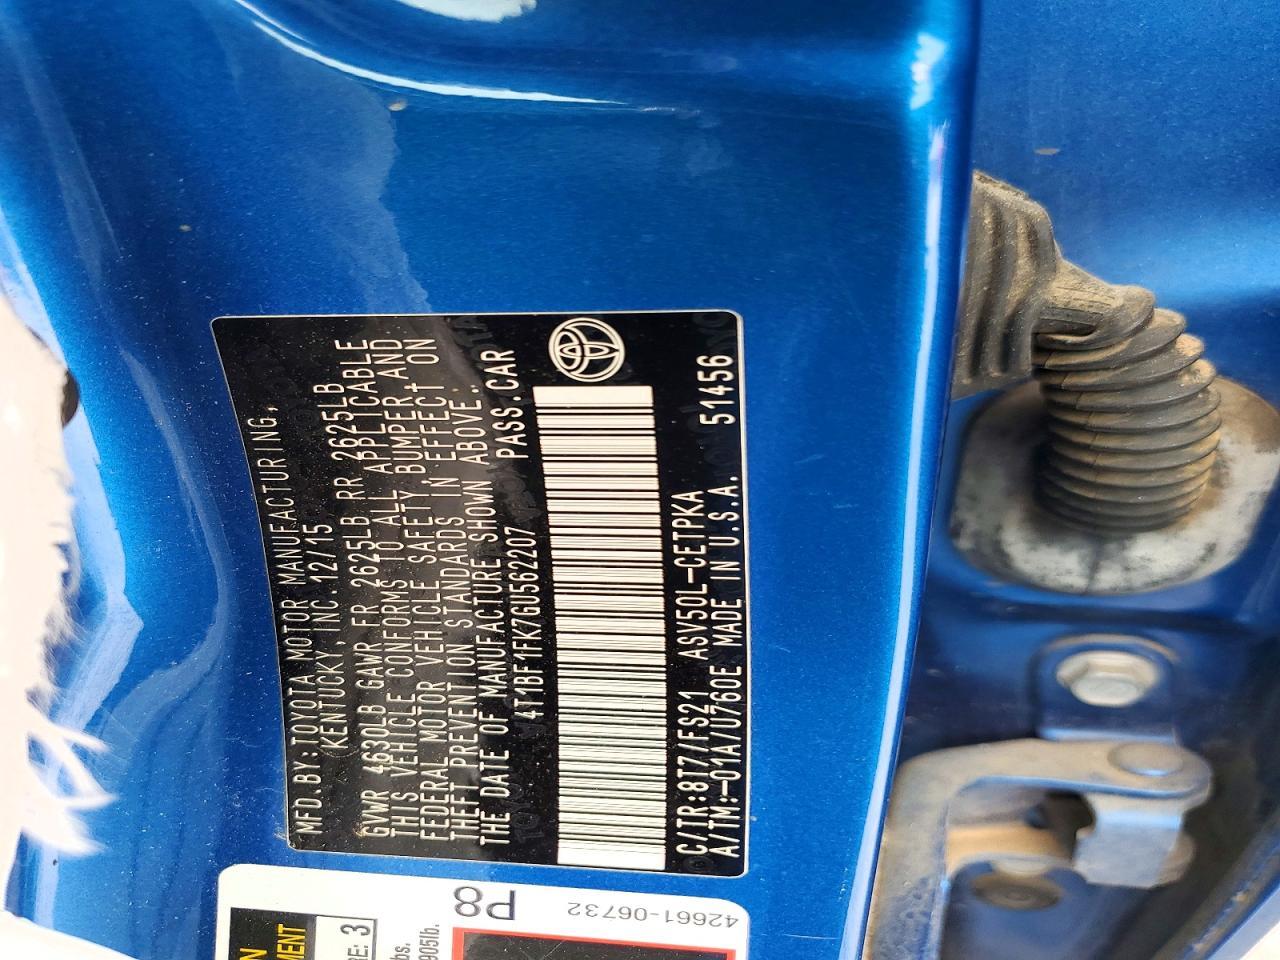 MFD.BY:TOYOTA MOTOR MANUFACTURING,
KENTUCKY, INC. 12/15
GVWR 4630LB GAWR FR 2625LB RR 2625LB
THIS VEHICLE CONFORMS TO ALL APPLICABLE
FEDERAL MOTOR VEHICLE SAFETY, BUMPER, AND
THEFT PREVENTION STANDARDS IN EFFECT ON
THE DATE OF MANUFACTURE SHOWN ABOVE.
4T1BF1FK7GU562207 PASS.CAR
C/TR:8T7/FS21 ASV50L-CETPKA
A/TM:-01A/U760E MADE IN U.S.A. 51456
P8
42661-06732
3
905lb.